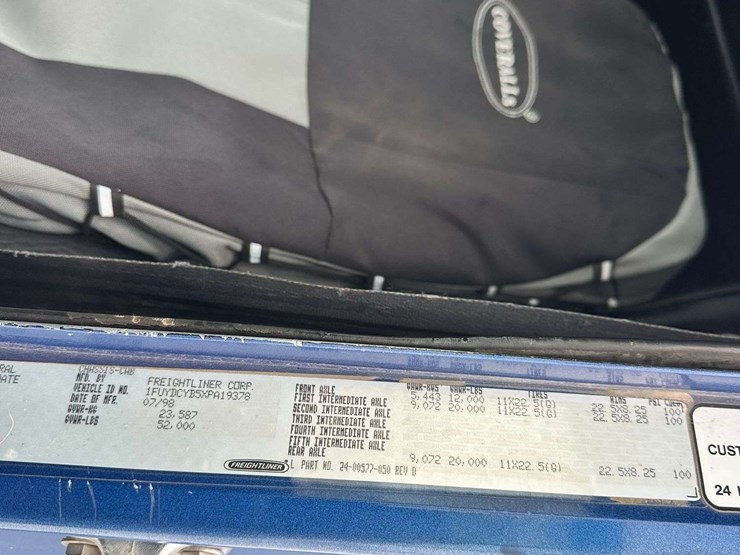 COVERALLS
RAL
ATE
CHASSIS-CAB
MFD. BY FREIGHTLINER CORP.
VEHICLE ID NO. 1FUYDCYB5XPA19378
DATE OF MFR. 07/98
GVWR-KG 23,587
GVWR-LBS 52,000
GAWR-KGS GAWR-LBS TIRES RIMS PSI COLD
FRONT AXLE 5,443 12,000 11X22.5(G) 22.5X8.25 100
FIRST INTERMEDIATE AXLE 9,072 20,000 11X22.5(G) 22.5X8.25 100
SECOND INTERMEDIATE AXLE
THIRD INTERMEDIATE AXLE
FOURTH INTERMEDIATE AXLE
FIFTH INTERMEDIATE AXLE
REAR AXLE 9,072 20,000 11X22.5(G) 22.5X8.25 100
FREIGHTLINER PART NO. 24-00577-050 REV D
CUST
24